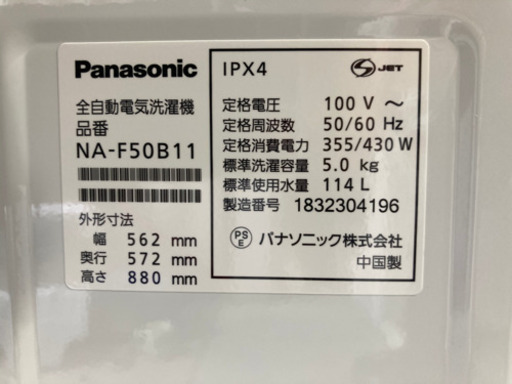 Panasonic
全自動電気洗濯機
品番
NA-F50B11
外形寸法
幅 562 mm
奥行 572 mm
高さ 880 mm
IPX4
S JET
定格電圧 100 V ～
定格周波数 50/60 Hz
定格消費電力 355/430 W
標準洗濯容量 5.0 kg
標準使用水量 114 L
製造番号 1832304196
PS
E
パナソニック株式会社
中国製